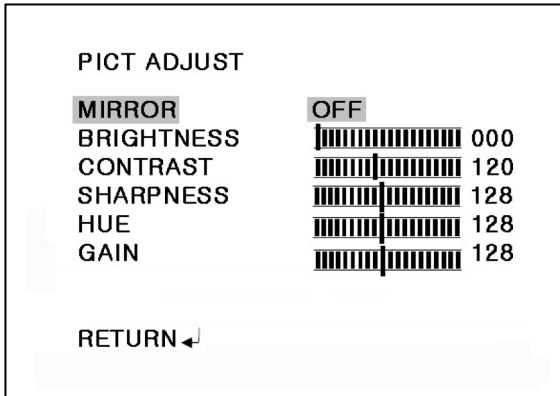 PICT ADJUST
MIRROR OFF
BRIGHTNESS 000
CONTRAST 120
SHARPNESS 128
HUE 128
GAIN 128
RETURN↲